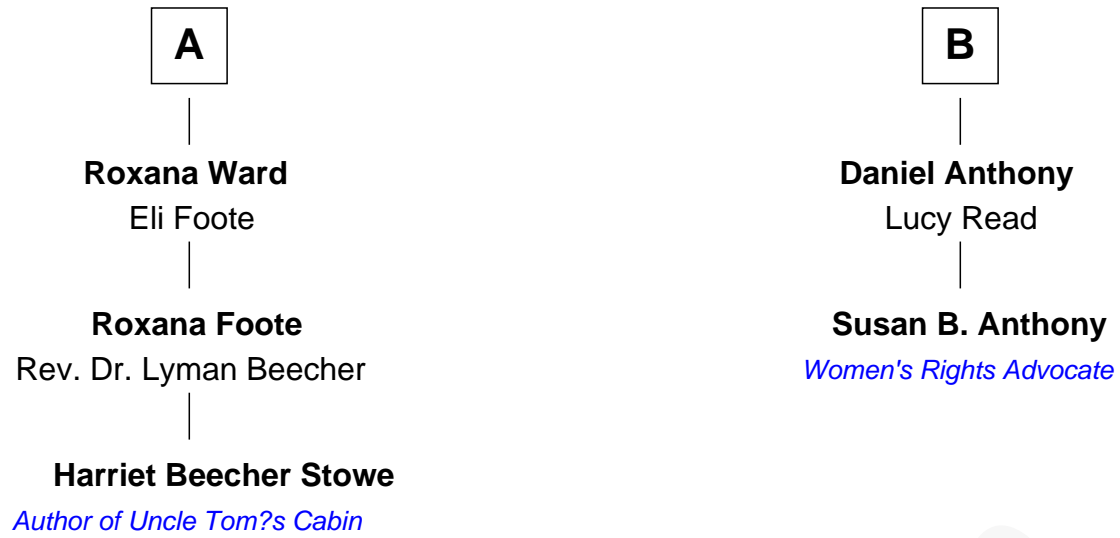 A
Roxana Ward
Eli Foote
Roxana Foote
Rev. Dr. Lyman Beecher
Harriet Beecher Stowe
Author of Uncle Tom?s Cabin
B
Daniel Anthony
Lucy Read
Susan B. Anthony
Women's Rights Advocate